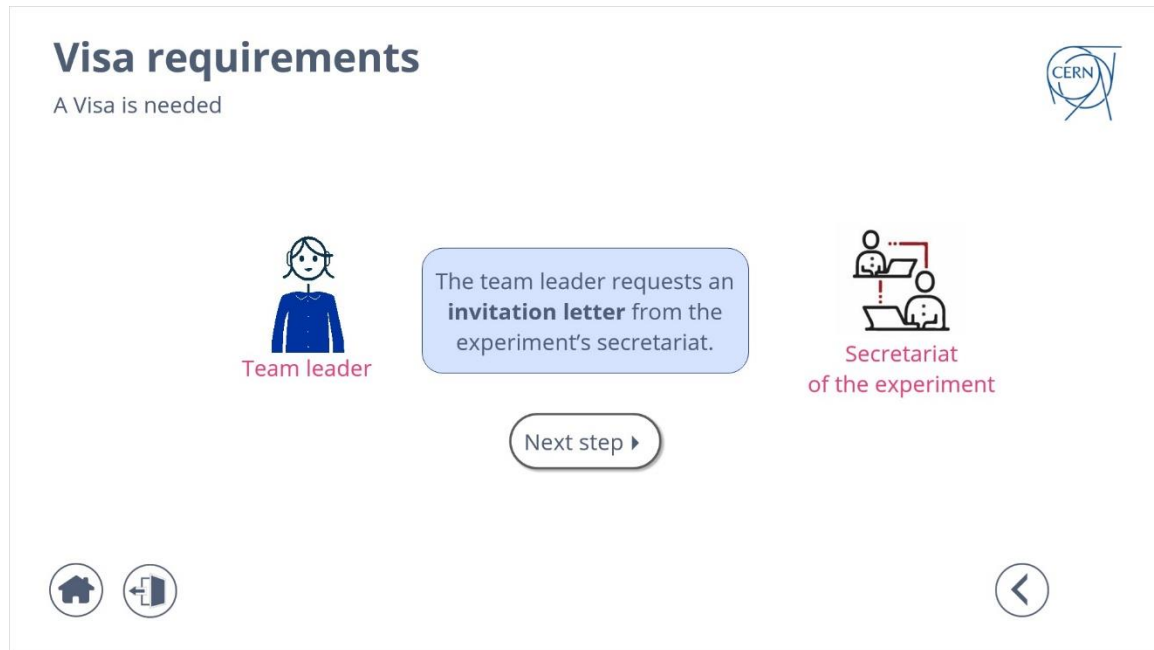 Visa requirements
A Visa is needed
CERN
The team leader requests an
invitation letter from the
experiment's secretariat.
Team leader
Secretariat
of the experiment
Next step